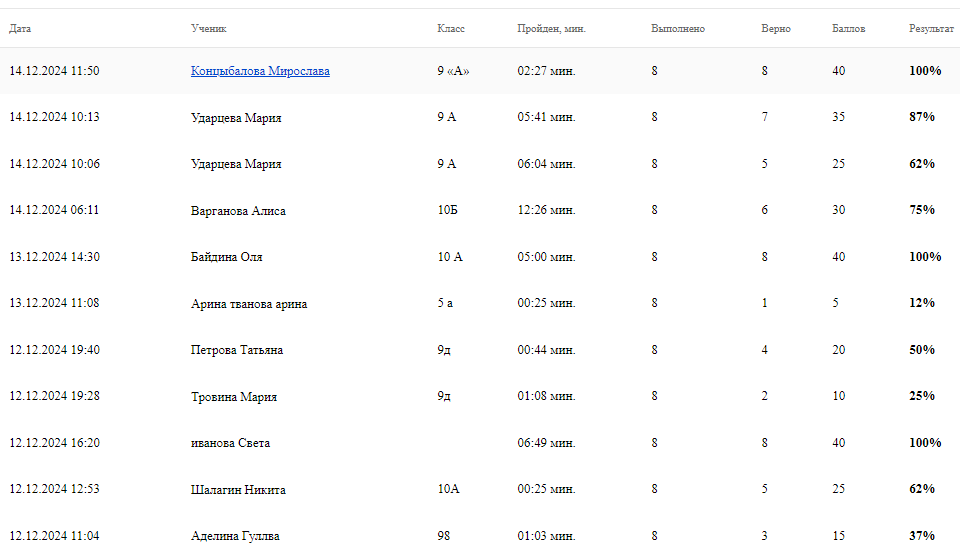 Дата Ученик Класс Пройден, мин. Выполнено Верно Баллов Результат
14.12.2024 11:50 Концыбалова Мирослава 9 «А» 02:27 мин. 8 8 40 100%
14.12.2024 10:13 Ударцева Мария 9 А 05:41 мин. 8 7 35 87%
14.12.2024 10:06 Ударцева Мария 9 А 06:04 мин. 8 5 25 62%
14.12.2024 06:11 Варганова Алиса 10Б 12:26 мин. 8 6 30 75%
13.12.2024 14:30 Байдина Оля 10 А 05:00 мин. 8 8 40 100%
13.12.2024 11:08 Арина тванова арина 5 а 00:25 мин. 8 1 5 12%
12.12.2024 19:40 Петрова Татьяна 9д 00:44 мин. 8 4 20 50%
12.12.2024 19:28 Тровина Мария 9д 01:08 мин. 8 2 10 25%
12.12.2024 16:20 иванова Света 06:49 мин. 8 8 40 100%
12.12.2024 12:53 Шалагин Никита 10А 00:25 мин. 8 5 25 62%
12.12.2024 11:04 Аделина Гуллва 98 01:03 мин. 8 3 15 37%